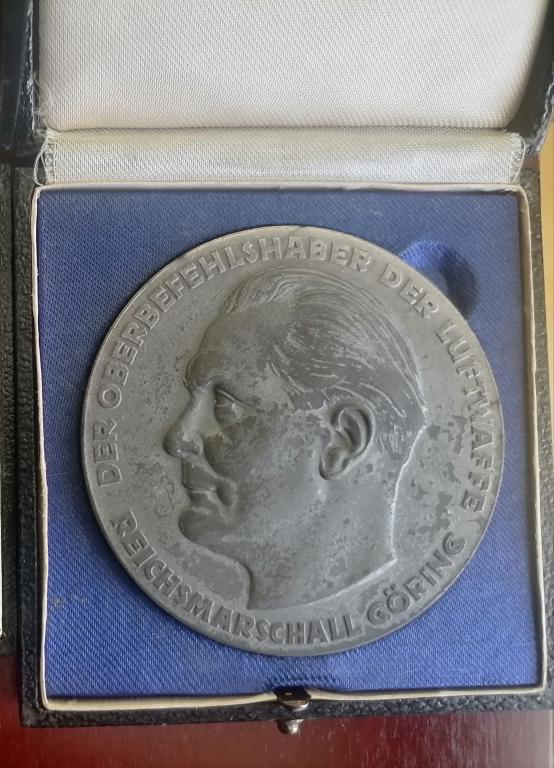 DER OBERBEFEHLSHABER DER LUFTWAFFE
REICHSMARSCHALL GÖRING